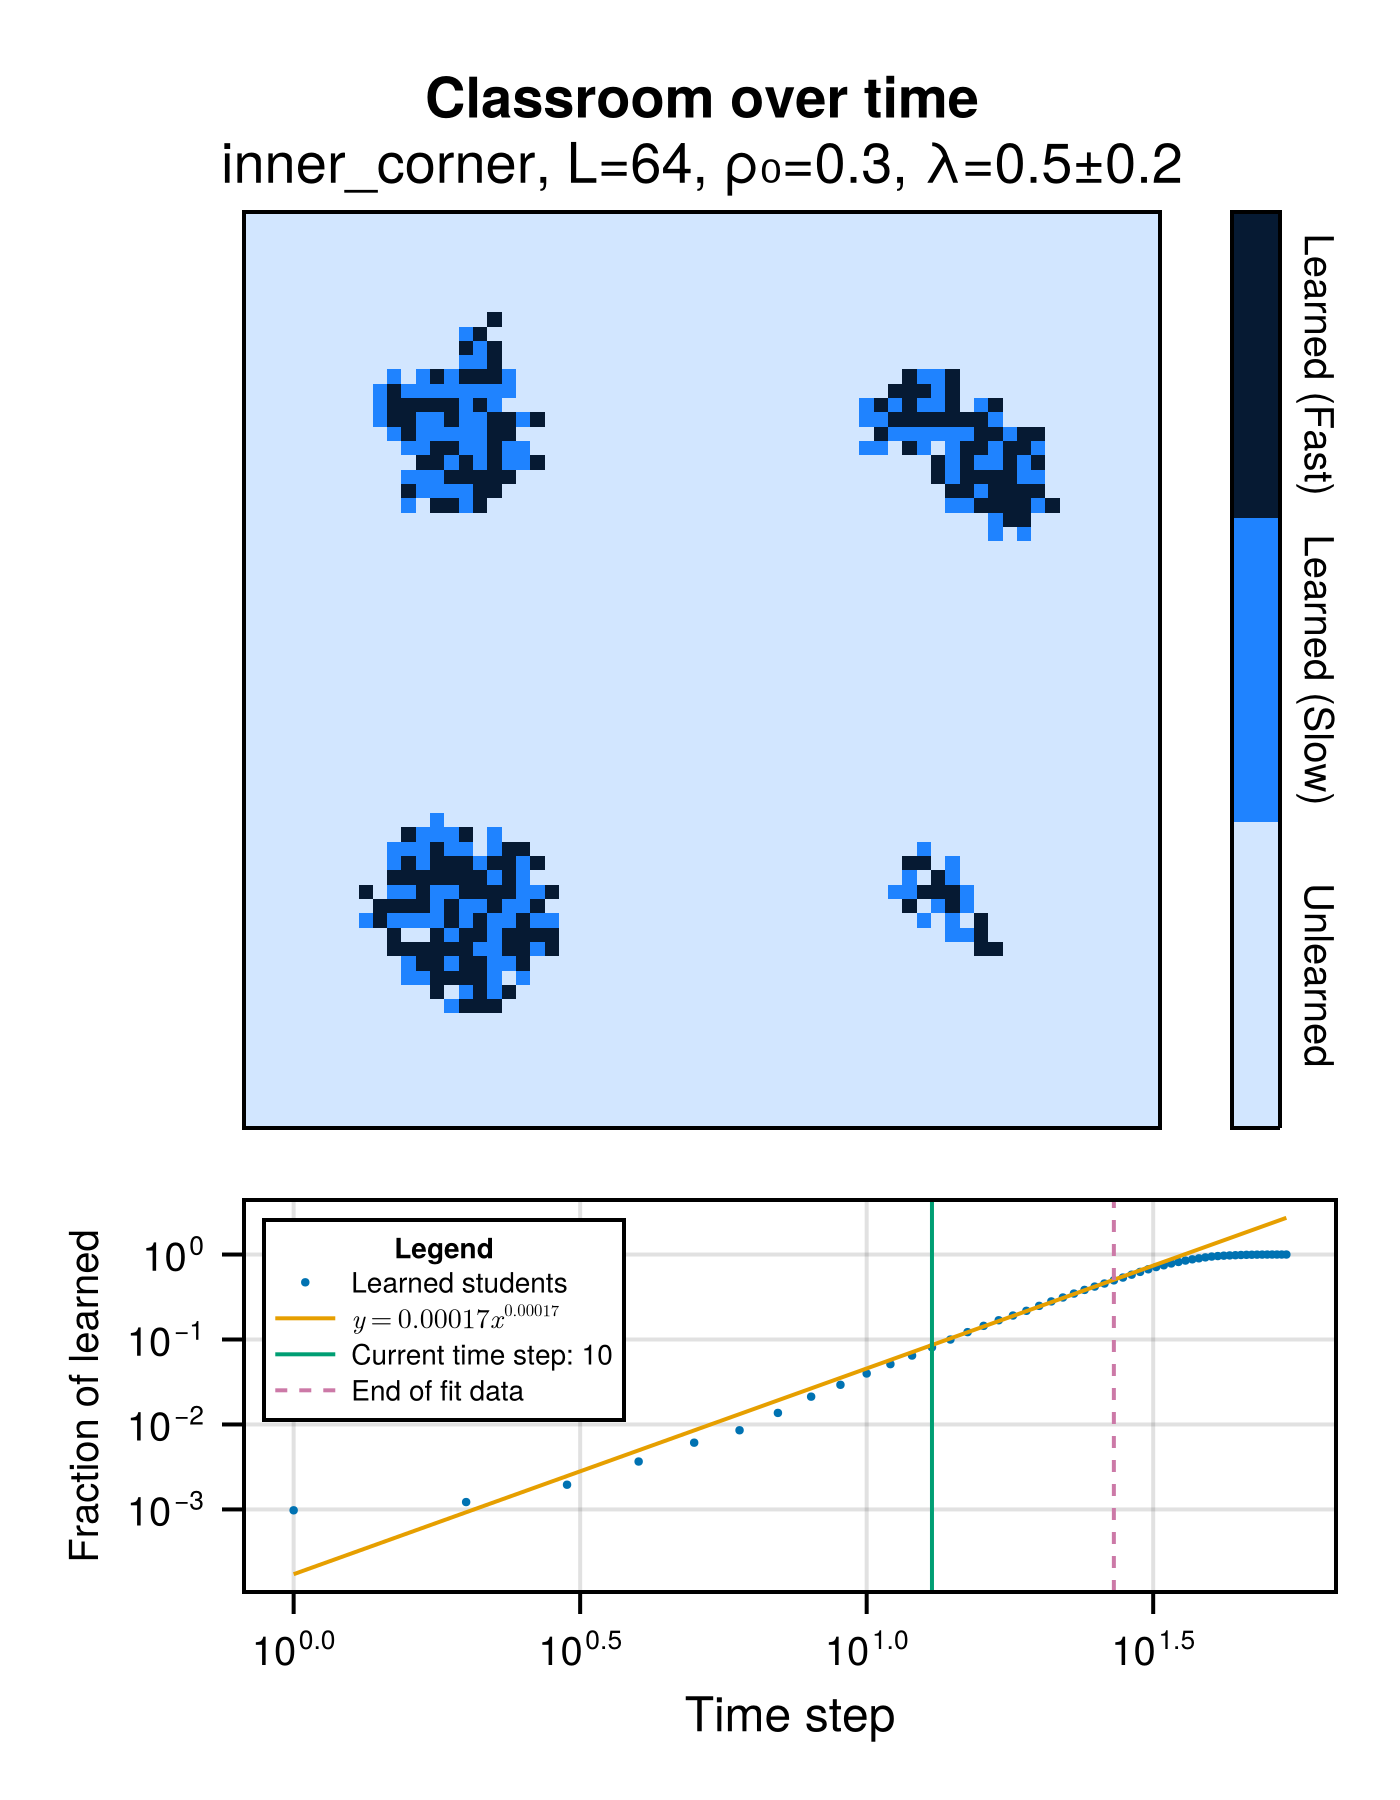 Classroom over time
inner_corner, L=64, ρ₀=0.3, λ=0.5±0.2
Learned (Fast)
Learned (Slow)
Unlearned
Legend
Learned students
y = 0.00017x^0.00017
Current time step: 10
End of fit data
Fraction of learned
10⁰
10⁻¹
10⁻²
10⁻³
10^0.0 10^0.5 10^1.0 10^1.5
Time step